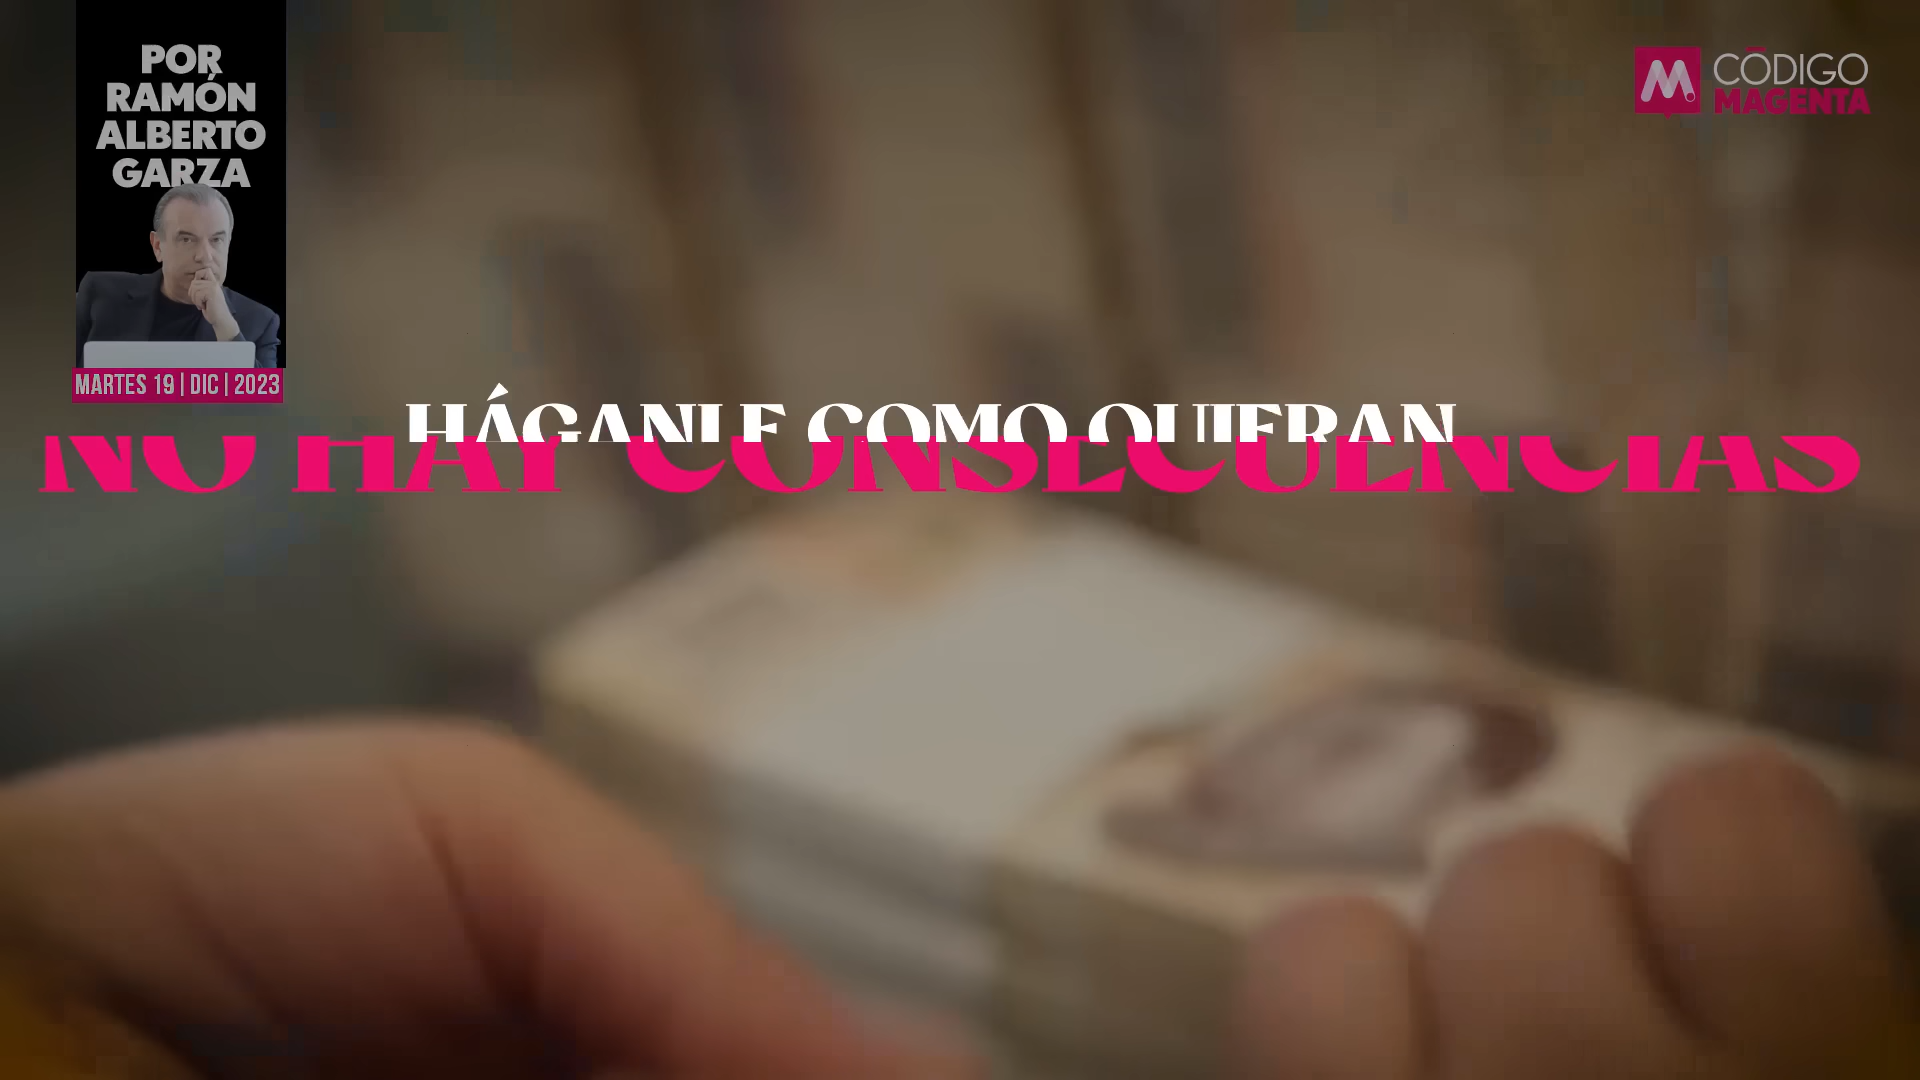 POR
RAMÓN
ALBERTO
GARZA
MARTES 19 | DIC | 2023
CÓDIGO
MAGENTA
HÁGANLE COMO QUIERAN
NO HAY CONSECUENCIAS